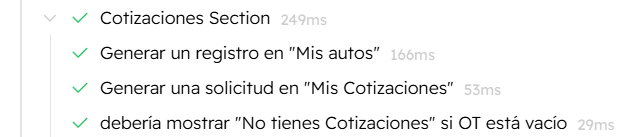 Cotizaciones Section 249ms
Generar un registro en "Mis autos" 166ms
Generar una solicitud en "Mis Cotizaciones" 53ms
debería mostrar "No tienes Cotizaciones" si OT está vacío 29ms